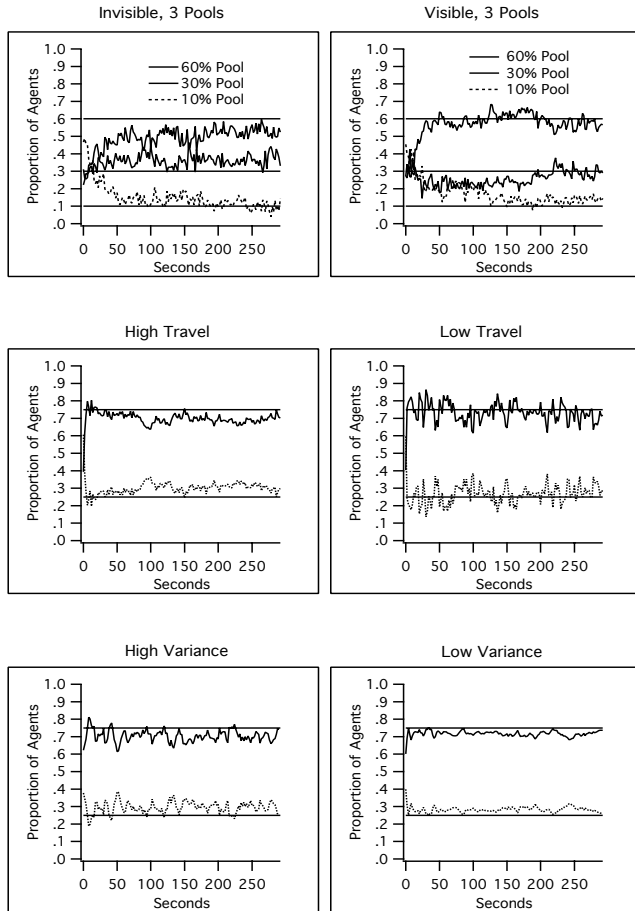 Invisible, 3 Pools
Proportion of Agents
1.0
.9
.8
.7
.6
.5
.4
.3
.2
.1
.0
60% Pool
30% Pool
10% Pool
0 50 100 150 200 250
Seconds
Visible, 3 Pools
Proportion of Agents
1.0
.9
.8
.7
.6
.5
.4
.3
.2
.1
.0
60% Pool
30% Pool
10% Pool
0 50 100 150 200 250
Seconds
High Travel
Proportion of Agents
1.0
.9
.8
.7
.6
.5
.4
.3
.2
.1
.0
0 50 100 150 200 250
Seconds
Low Travel
Proportion of Agents
1.0
.9
.8
.7
.6
.5
.4
.3
.2
.1
.0
0 50 100 150 200 250
Seconds
High Variance
Proportion of Agents
1.0
.9
.8
.7
.6
.5
.4
.3
.2
.1
.0
0 50 100 150 200 250
Seconds
Low Variance
Proportion of Agents
1.0
.9
.8
.7
.6
.5
.4
.3
.2
.1
.0
0 50 100 150 200 250
Seconds